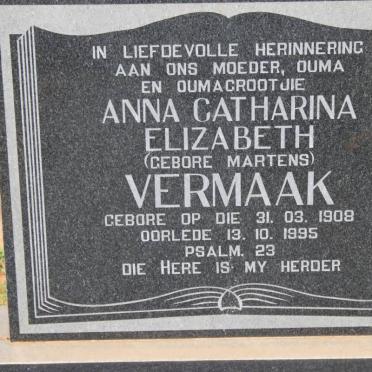 IN LIEFDEVOLLE HERINNERING
AAN ONS MOEDER, OUMA
EN OUMAGROOTJIE
ANNA CATHARINA
ELIZABETH
(GEBORE MARTENS)
VERMAAK
GEBORE OP DIE 31. 03. 1908
OORLEDE 13. 10. 1995
PSALM. 23
DIE HERE IS MY HERDER